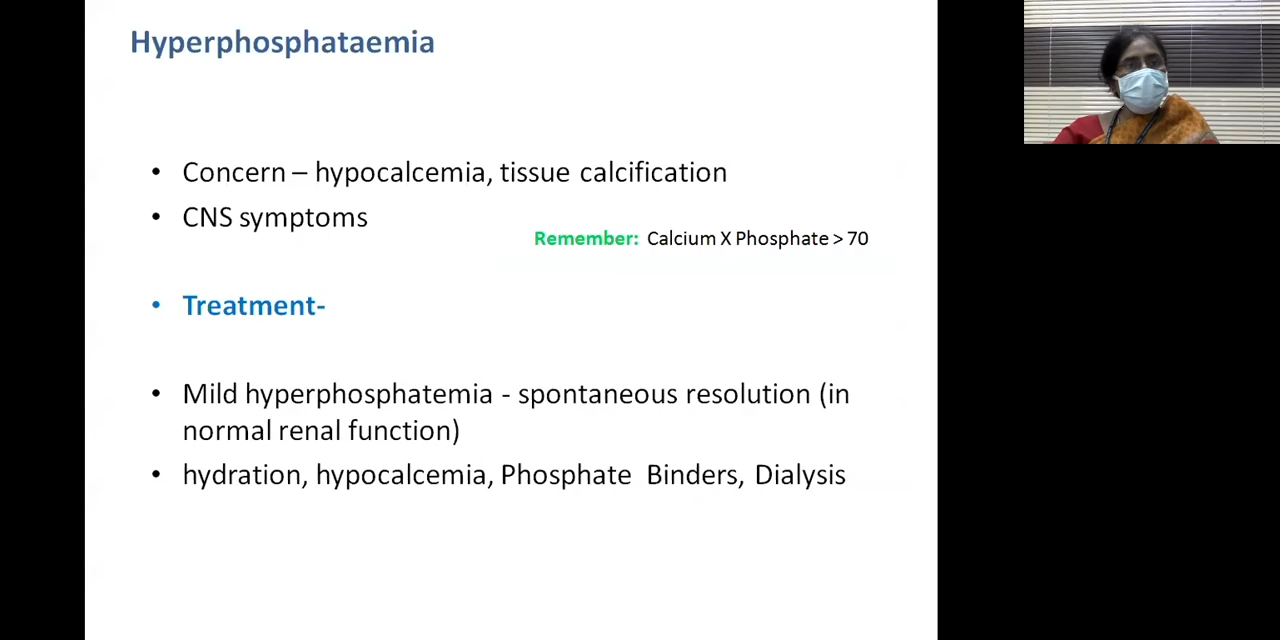 Hyperphosphataemia
• Concern – hypocalcemia, tissue calcification
• CNS symptoms
Remember: Calcium X Phosphate > 70
• Treatment-
• Mild hyperphosphatemia - spontaneous resolution (in
normal renal function)
• hydration, hypocalcemia, Phosphate Binders, Dialysis